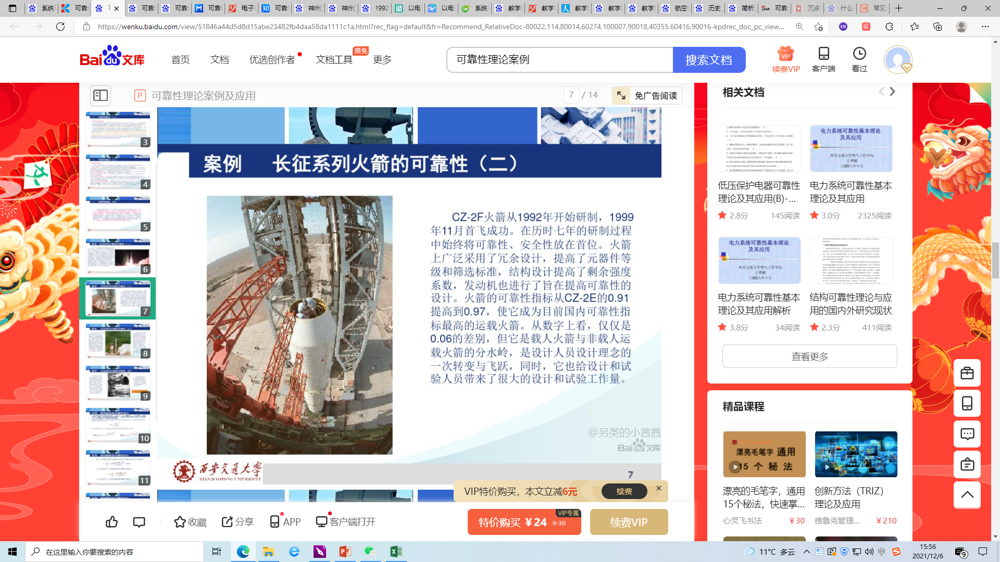 系统
可靠
可靠
可靠
可靠
电子
可靠
神州
神州
1992
以电
以电
系统
教学
教学
教学
教学
教学
航空
历史
简析
可靠
冗余
什么
常见
https://wenku.baidu.com/view/51846a44d5d8d15abe23482fb4daa58da1111c1a.html?rec_flag=default&fr=Recommend_RelativeDoc-80022,114,80014,60274,100007,90018,40355,60416,90016-kpdrec_doc_pc_view...
Baidu文库
首页
文档
优选创作者
文档工具
限免
更多
可靠性理论案例
搜索文档
VIP
续费VIP
客户端
看过
P 可靠性理论案例及应用
7 / 14
免广告阅读
3
4
5
6
7
8
9
10
11
案例 长征系列火箭的可靠性（二）
CZ-2F火箭从1992年开始研制，1999
年11月首飞成功。在历时七年的研制过程
中始终将可靠性、安全性放在首位。火箭
上广泛采用了冗余设计，提高了元器件等
级和筛选标准，结构设计提高了剩余强度
系数，发动机也进行了旨在提高可靠性的
设计。火箭的可靠性指标从CZ-2E的0.91
提高到0.97，使它成为目前国内可靠性指
标最高的运载火箭。从数字上看，仅仅是
0.06的差别，但它是载人火箭与非载人运
载火箭的分水岭，是设计人员设计理念的
一次转变与飞跃，同时，它也给设计和试
验人员带来了很大的设计和试验工作量。
@另类的小茜茜
Baidu文库
西安交通大学
XI'AN JIAOTONG UNIVERSITY
7
VIP特价购买，本文立减6元
续费
收藏
分享
APP
客户端打开
特价购买 ￥24 ￥30
VIP专属
续费VIP
相关文档
电力系统可靠性基本理论
及其应用
西安交通大学电气工程学院
王秀丽
二OO八年十月
低压保护电器可靠性
理论及其应用(B)-...
2.8分 145阅读
电力系统可靠性基本
理论及其应用
3.0分 2325阅读
电力系统可靠性基本理论
及其应用
西安交通大学电气工程学院
王秀丽
二OO八年十月
电力系统可靠性基本
理论及其应用解析
3.8分 34阅读
结构可靠性理论与应
用的国内外研究现状
2.3分 411阅读
查看更多
精品课程
漂亮毛笔字 通用
15 个 秘 法
漂亮的毛笔字，通用
15个秘法，快速掌...
心灵飞书法 ￥30
创新方法（TRIZ）
理论及应用
德鲁克管理... ￥210
在这里输入你要搜索的内容
11°C 多云
中
15:56
2021/12/6
9